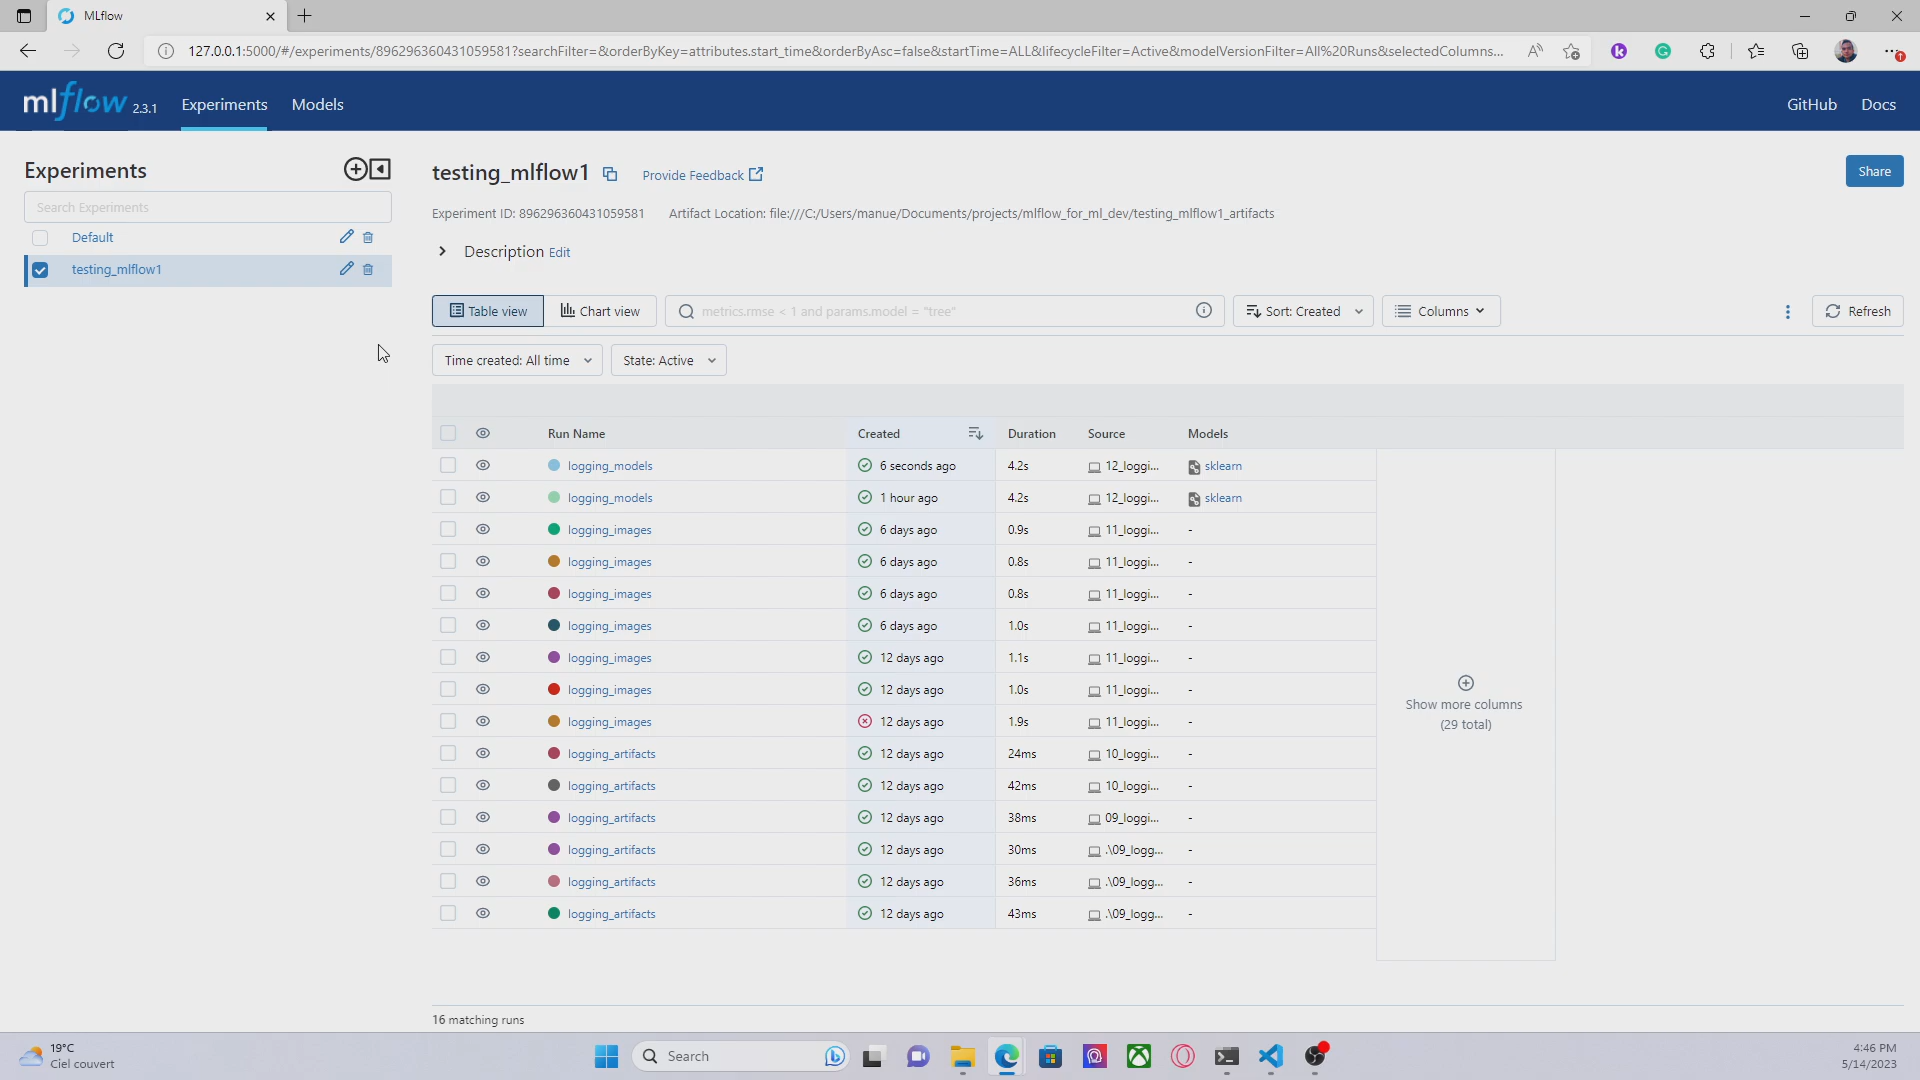 MLflow
127.0.0.1:5000/#/experiments/896296360431059581?searchFilter=&orderByKey=attributes.start_time&orderByAsc=false&startTime=ALL&lifecycleFilter=Active&modelVersionFilter=All%20Runs&selectedColumns...
mlflow 2.3.1 Experiments Models GitHub Docs
Experiments
Search Experiments
Default
testing_mlflow1
testing_mlflow1 Provide Feedback Share
Experiment ID: 896296360431059581 Artifact Location: file:///C:/Users/manue/Documents/projects/mlflow_for_ml_dev/testing_mlflow1_artifacts
Description Edit
Table view Chart view metrics.rmse < 1 and params.model = "tree" Sort: Created Columns Refresh
Time created: All time State: Active
Run Name Created Duration Source Models
logging_models 6 seconds ago 4.2s 12_loggi... sklearn
logging_models 1 hour ago 4.2s 12_loggi... sklearn
logging_images 6 days ago 0.9s 11_loggi... -
logging_images 6 days ago 0.8s 11_loggi... -
logging_images 6 days ago 0.8s 11_loggi... -
logging_images 6 days ago 1.0s 11_loggi... -
logging_images 12 days ago 1.1s 11_loggi... -
logging_images 12 days ago 1.0s 11_loggi... -
logging_images 12 days ago 1.9s 11_loggi... -
logging_artifacts 12 days ago 24ms 10_loggi... -
logging_artifacts 12 days ago 42ms 10_loggi... -
logging_artifacts 12 days ago 38ms 09_loggi... -
logging_artifacts 12 days ago 30ms .\09_logg... -
logging_artifacts 12 days ago 36ms .\09_logg... -
logging_artifacts 12 days ago 43ms .\09_logg... -
Show more columns
(29 total)
16 matching runs
19°C
Ciel couvert
Search
4:46 PM
5/14/2023